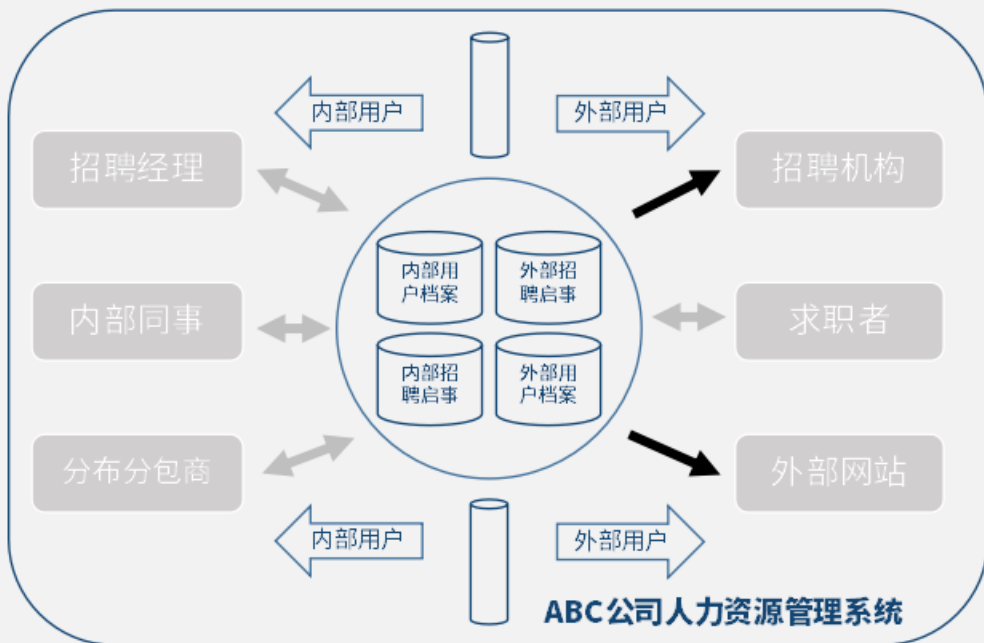 内部用户
外部用户
招聘经理
招聘机构
内部用
户档案
外部招
聘启事
内部同事
求职者
内部招
聘启事
外部用
户档案
分布分包商
外部网站
内部用户
外部用户
ABC公司人力资源管理系统